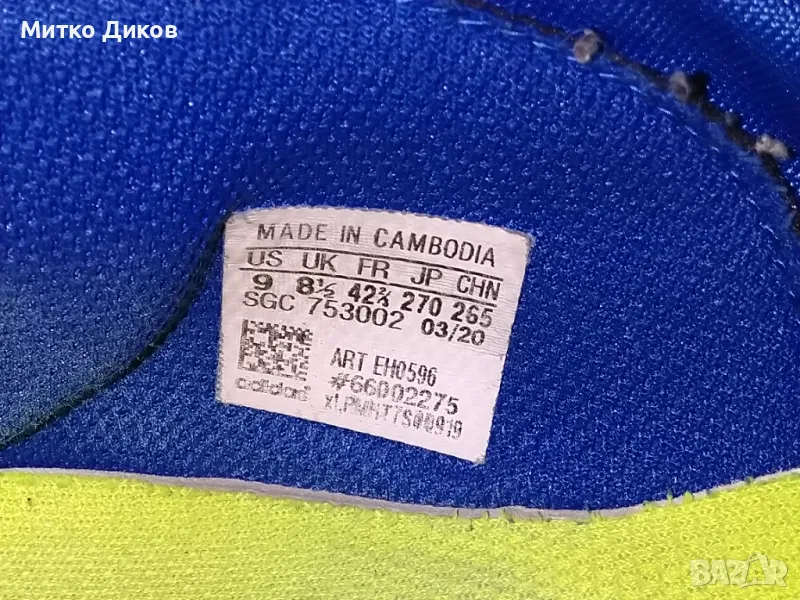 Митко Диков
MADE IN CAMBODIA
US UK FR JP CHN
9 8½ 42⅔ 270 265
SGC 753002 03/20
ART EH0596
#66002275
adidas
BAZAR